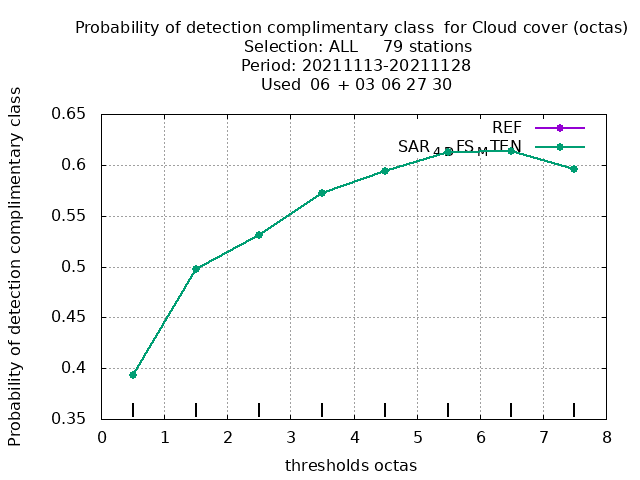 Probability of detection complimentary class  for Cloud cover (octas)
Selection: ALL     79 stations
Period: 20211113-20211128
Used  06  + 03 06 27 30
Probability of detection complimentary class
0.65
0.6
0.55
0.5
0.45
0.4
0.35
REF
TEN
0 1 2 3 4 5 6 7 8
thresholds octas